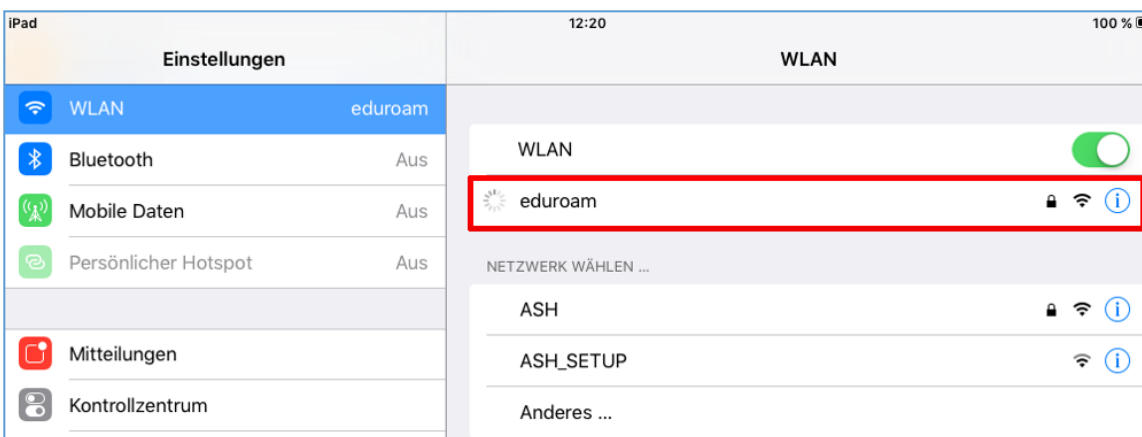 iPad 12:20 100 %
Einstellungen
WLAN
WLAN eduroam
Bluetooth Aus
Mobile Daten Aus
Persönlicher Hotspot Aus
Mitteilungen
Kontrollzentrum
WLAN
eduroam
NETZWERK WÄHLEN ...
ASH
ASH_SETUP
Anderes ...